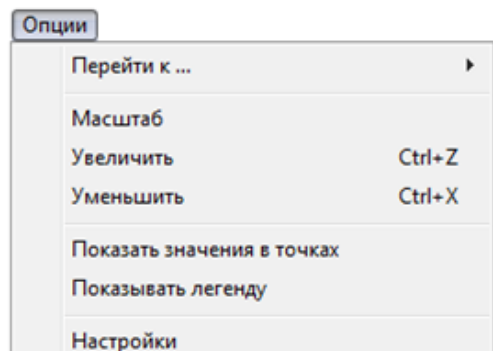 Опции
Перейти к ...
Масштаб
Увеличить Ctrl+Z
Уменьшить Ctrl+X
Показать значения в точках
Показывать легенду
Настройки